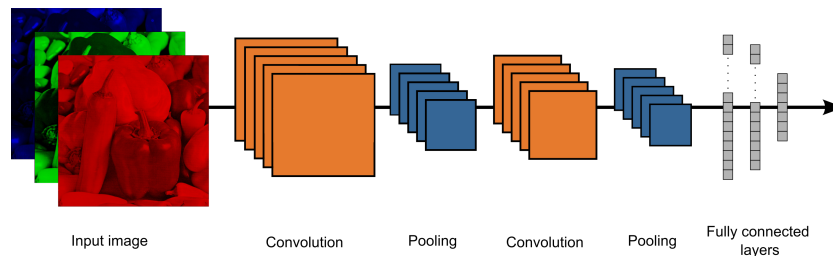 Input image
Convolution
Pooling
Convolution
Pooling
Fully connected
layers